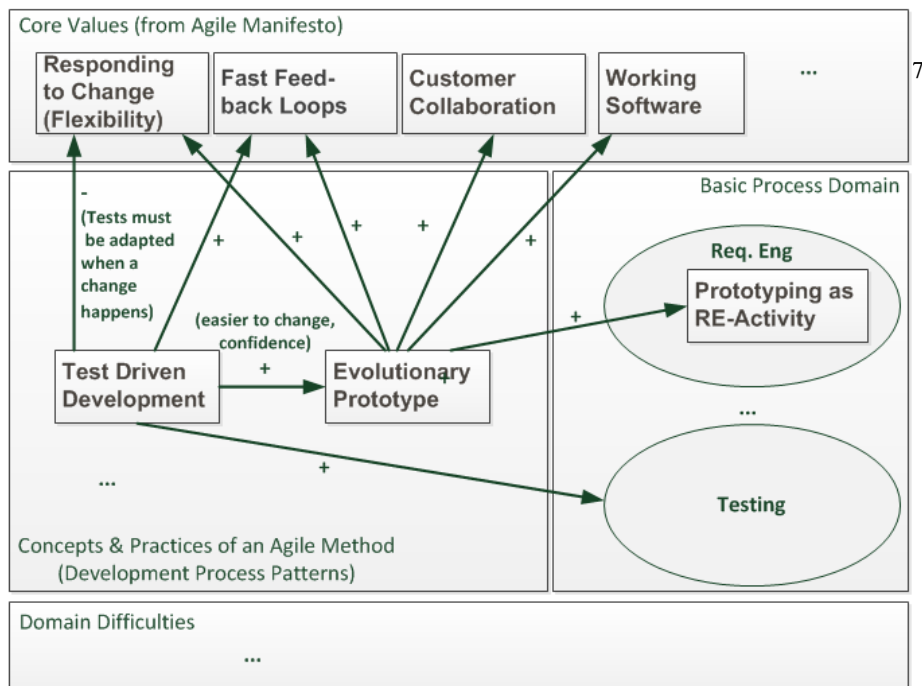 Core Values (from Agile Manifesto)
Responding
to Change
(Flexibility)
Fast Feed-
back Loops
Customer
Collaboration
Working
Software
...
7
-
(Tests must
be adapted
when a
change
happens)
+
+
+
+
+
(easier to change,
confidence)
+
Test Driven
Development
Evolutionary
Prototype
+
+
...
Concepts & Practices of an Agile Method
(Development Process Patterns)
Basic Process Domain
Req. Eng
Prototyping as
RE-Activity
+
...
Testing
Domain Difficulties
...